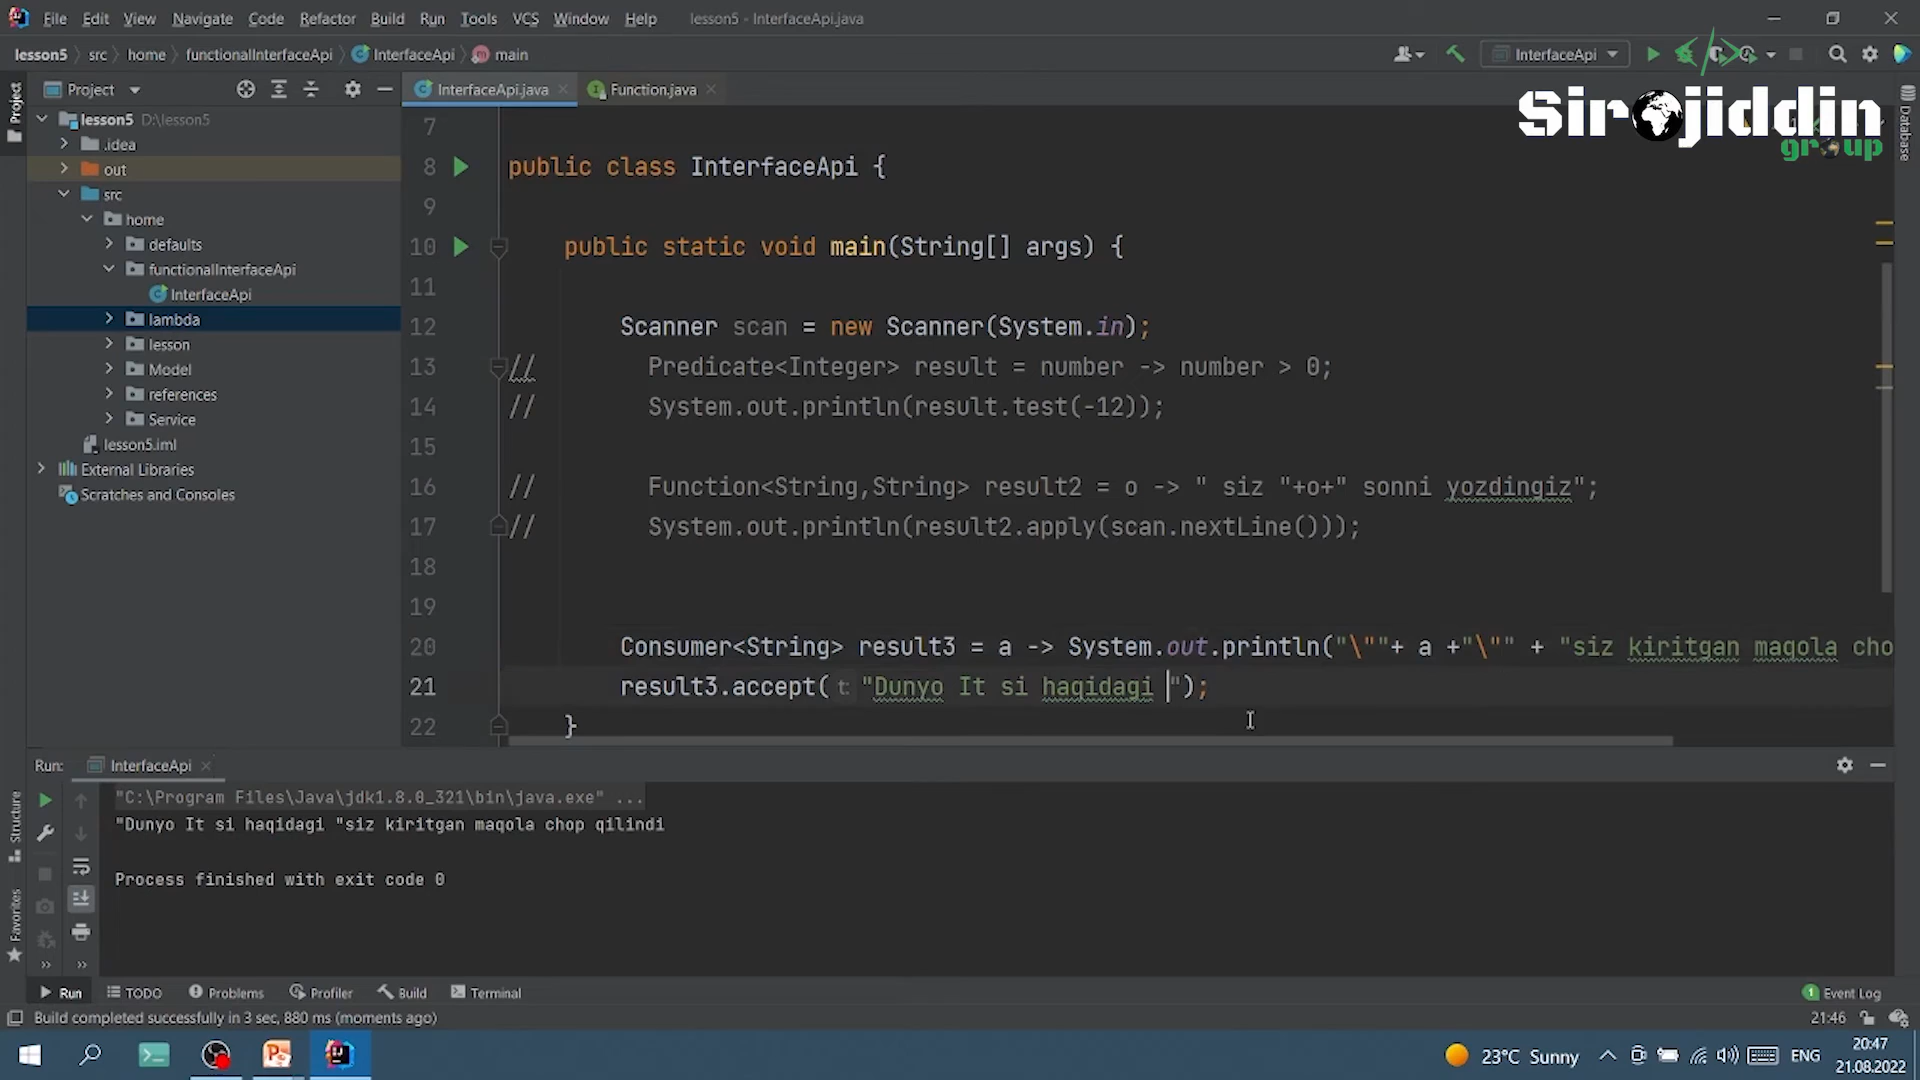 File Edit View Navigate Code Refactor Build Run Tools VCS Window Help lesson5 - InterfaceApi.java
lesson5 src home functionalInterfaceApi InterfaceApi main InterfaceApi
Sirojiddin
group
Project
InterfaceApi.java Function.java
Project
Database
lesson5 D:\lesson5
.idea
out
src
home
defaults
functionalInterfaceApi
InterfaceApi
lambda
lesson
Model
references
Service
lesson5.iml
External Libraries
Scratches and Consoles
7
8 public class InterfaceApi {
9
10 public static void main(String[] args) {
11
12 Scanner scan = new Scanner(System.in);
13 // Predicate<Integer> result = number -> number > 0;
14 // System.out.println(result.test(-12));
15
16 // Function<String,String> result2 = o -> " siz "+o+" sonni yozdingiz";
17 // System.out.println(result2.apply(scan.nextLine()));
18
19
20 Consumer<String> result3 = a -> System.out.println("\""+ a +"\"" + "siz kiritgan maqola cho
21 result3.accept( t: "Dunyo It si haqidagi ");
22 }
Run: InterfaceApi
"C:\Program Files\Java\jdk1.8.0_321\bin\java.exe" ...
"Dunyo It si haqidagi "siz kiritgan maqola chop qilindi
Process finished with exit code 0
Structure
Favorites
Run TODO Problems Profiler Build Terminal 1 Event Log
Build completed successfully in 3 sec, 880 ms (moments ago) 21:46
23°C Sunny ENG 20:47
21.08.2022